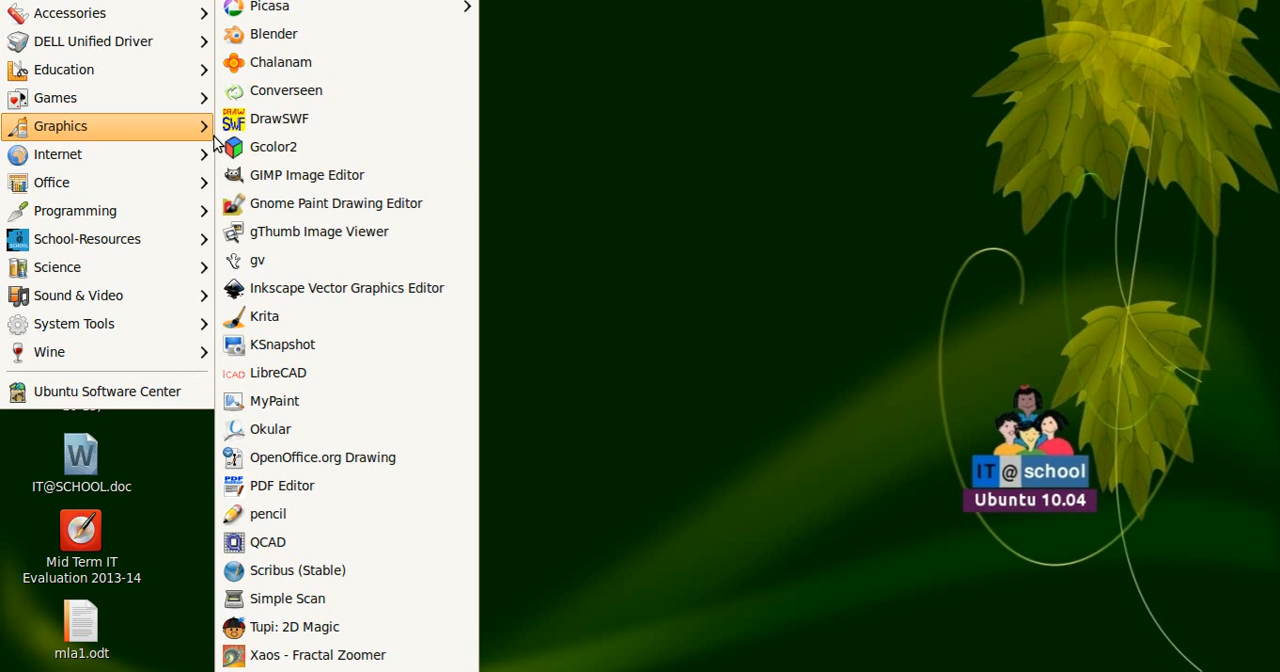 Accessories
DELL Unified Driver
Education
Games
Graphics
Internet
Office
Programming
School-Resources
Science
Sound & Video
System Tools
Wine
Ubuntu Software Center
Picasa
Blender
Chalanam
Converseen
DrawSWF
Gcolor2
GIMP Image Editor
Gnome Paint Drawing Editor
gThumb Image Viewer
gv
Inkscape Vector Graphics Editor
Krita
KSnapshot
LibreCAD
MyPaint
Okular
OpenOffice.org Drawing
PDF Editor
pencil
QCAD
Scribus (Stable)
Simple Scan
Tupi: 2D Magic
Xaos - Fractal Zoomer
IT@SCHOOL.doc
Mid Term IT
Evaluation 2013-14
mla1.odt
IT@school
Ubuntu 10.04